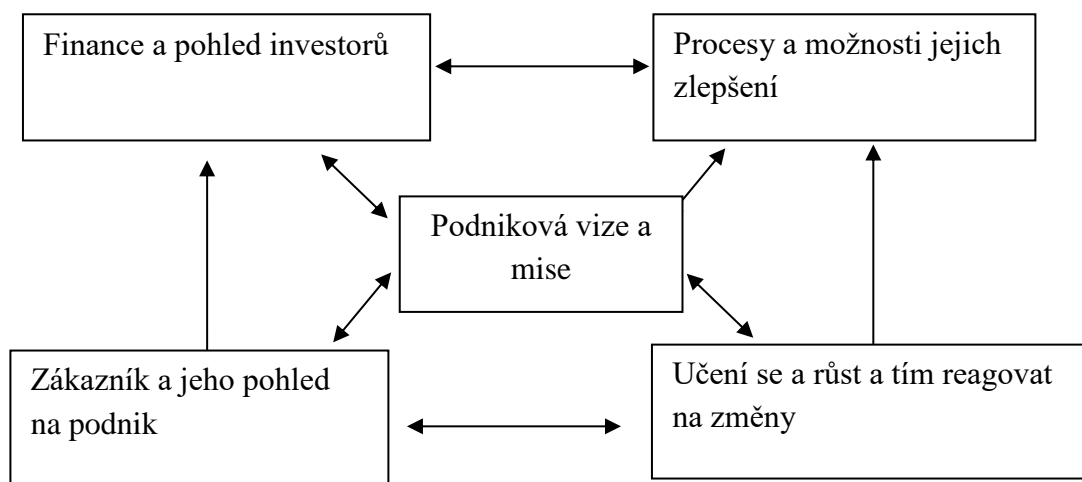 Finance a pohled investorů
Procesy a možnosti jejich
zlepšení
Podniková vize a
mise
Zákazník a jeho pohled
na podnik
Učení se a růst a tím reagovat
na změny